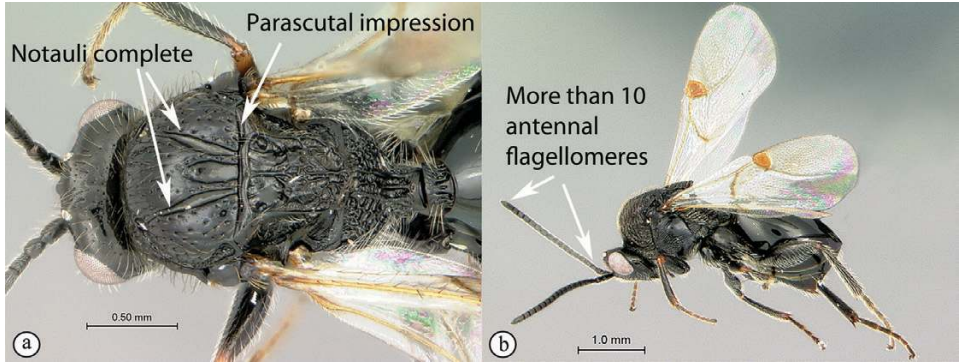 Parascutal impression
Notauli complete
0.50 mm
a
More than 10
antennal
flagellomeres
1.0 mm
b